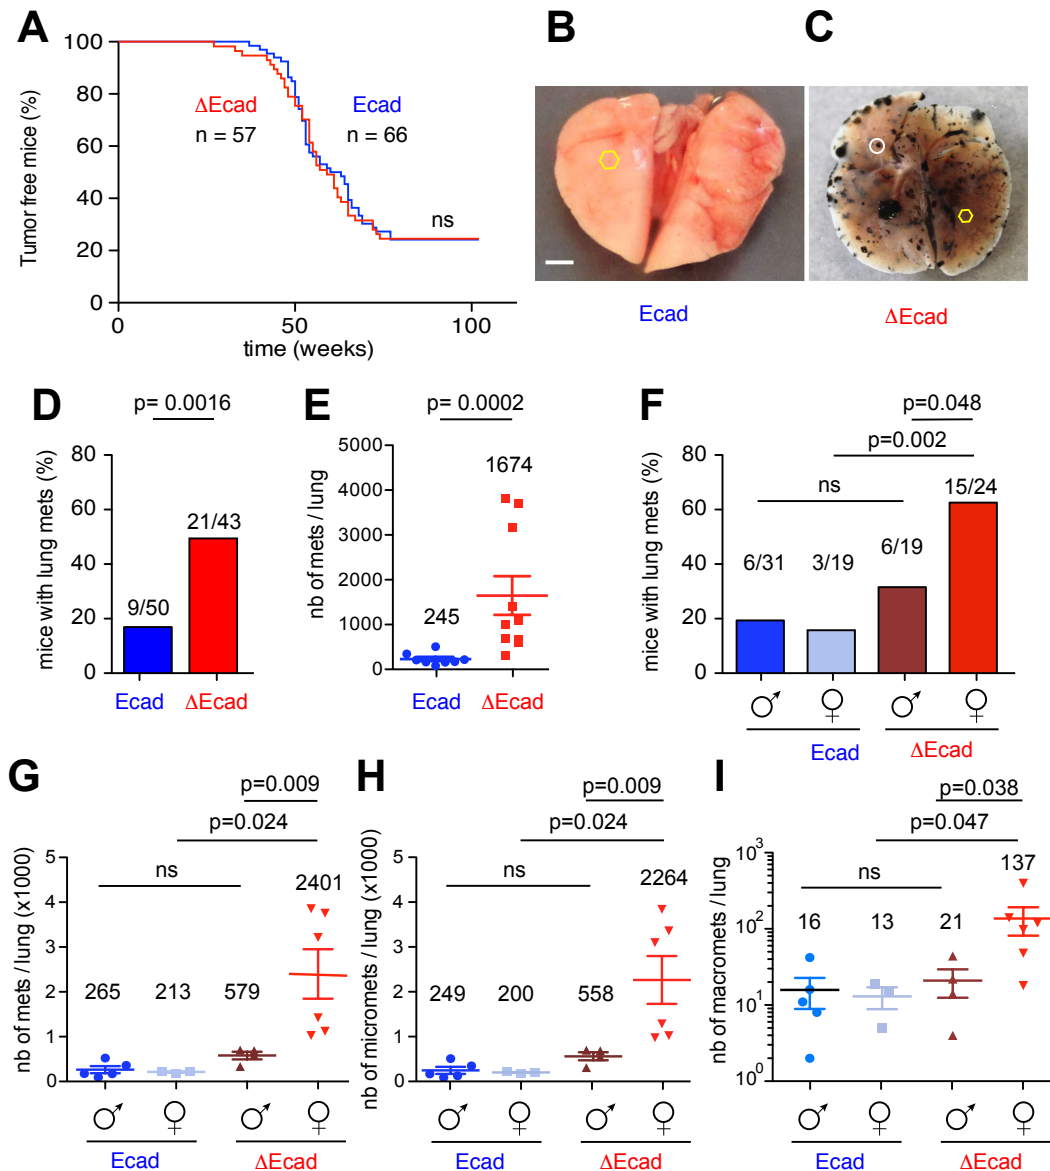 A
Tumor free mice (%)
100
80
60
40
20
0
ΔEcad
n = 57
Ecad
n = 66
ns
0
50
100
time (weeks)
B
Ecad
C
ΔEcad
D
p= 0.0016
mice with lung mets (%)
80
60
40
20
0
9/50
21/43
Ecad
ΔEcad
E
p= 0.0002
nb of mets / lung
5000
4000
3000
2000
1000
0
245
1674
Ecad
ΔEcad
F
p=0.048
p=0.002
ns
mice with lung mets (%)
80
60
40
20
0
6/31
3/19
6/19
15/24
♂
♀
♂
♀
Ecad
ΔEcad
G
p=0.009
p=0.024
ns
nb of mets / lung (x1000)
5
4
3
2
1
0
265
213
579
2401
♂
♀
♂
♀
Ecad
ΔEcad
H
p=0.009
p=0.024
ns
nb of micromets / lung (x1000)
5
4
3
2
1
0
249
200
558
2264
♂
♀
♂
♀
Ecad
ΔEcad
I
p=0.038
p=0.047
ns
nb of macromets / lung
10³
10²
10¹
10⁰
16
13
21
137
♂
♀
♂
♀
Ecad
ΔEcad